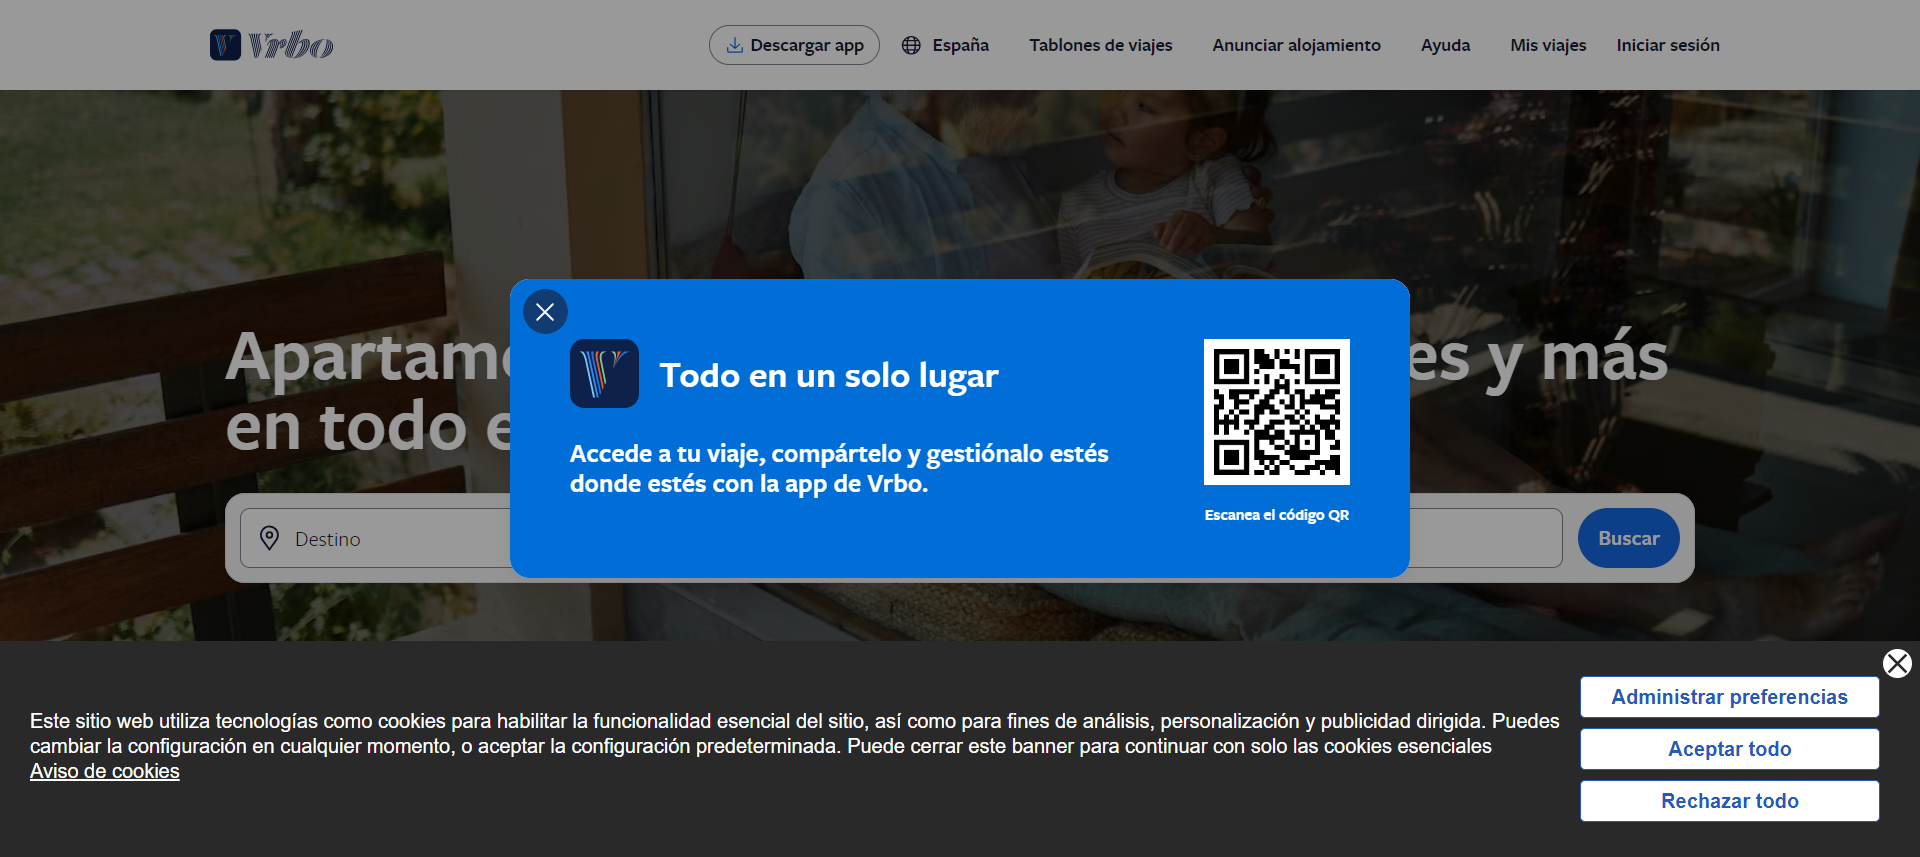 Vrbo
Descargar app
España
Tablones de viajes
Anunciar alojamiento
Ayuda
Mis viajes
Iniciar sesión
es y más
en todo
Todo en un solo lugar
Accede a tu viaje, compártelo y gestiónalo estés
donde estés con la app de Vrbo.
Escanea el código QR
Destino
Buscar
Este sitio web utiliza tecnologías como cookies para habilitar la funcionalidad esencial del sitio, así como para fines de análisis, personalización y publicidad dirigida. Puedes
cambiar la configuración en cualquier momento, o aceptar la configuración predeterminada. Puede cerrar este banner para continuar con solo las cookies esenciales
Aviso de cookies
Administrar preferencias
Aceptar todo
Rechazar todo